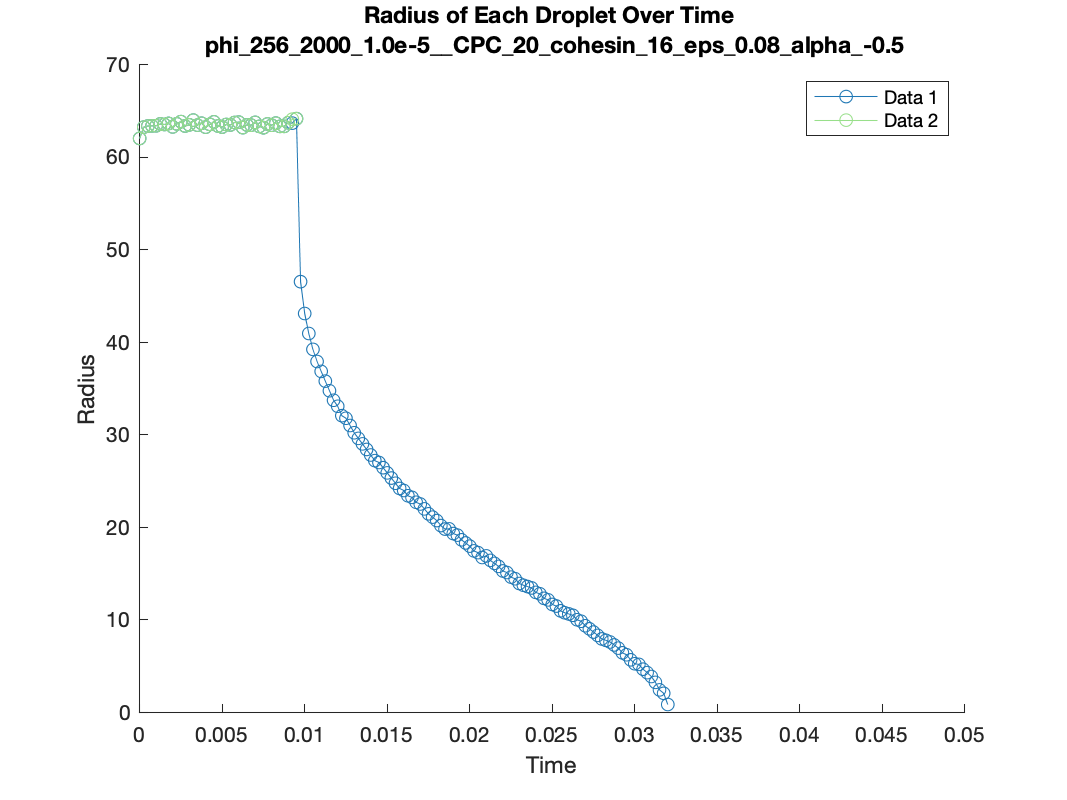 Radius of Each Droplet Over Time
phi_256_2000_1.0e-5__CPC_20_cohesin_16_eps_0.08_alpha_-0.5
70
60
50
40
30
20
10
0
Radius
Data 1
Data 2
0 0.005 0.01 0.015 0.02 0.025 0.03 0.035 0.04 0.045 0.05
Time